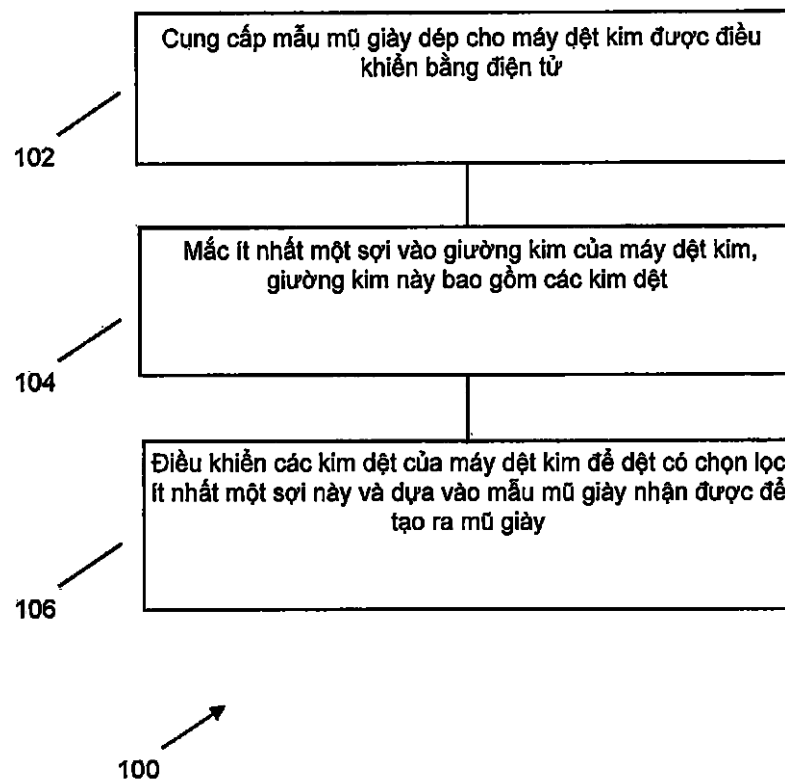 Cung cấp mẫu mũ giày dép cho máy dệt kim được điều
khiển bằng điện tử
102
Mắc ít nhất một sợi vào giường kim của máy dệt kim,
giường kim này bao gồm các kim dệt
104
Điều khiển các kim dệt của máy dệt kim để dệt có chọn lọc
ít nhất một sợi này và dựa vào mẫu mũ giày nhận được để
tạo ra mũ giày
106
100